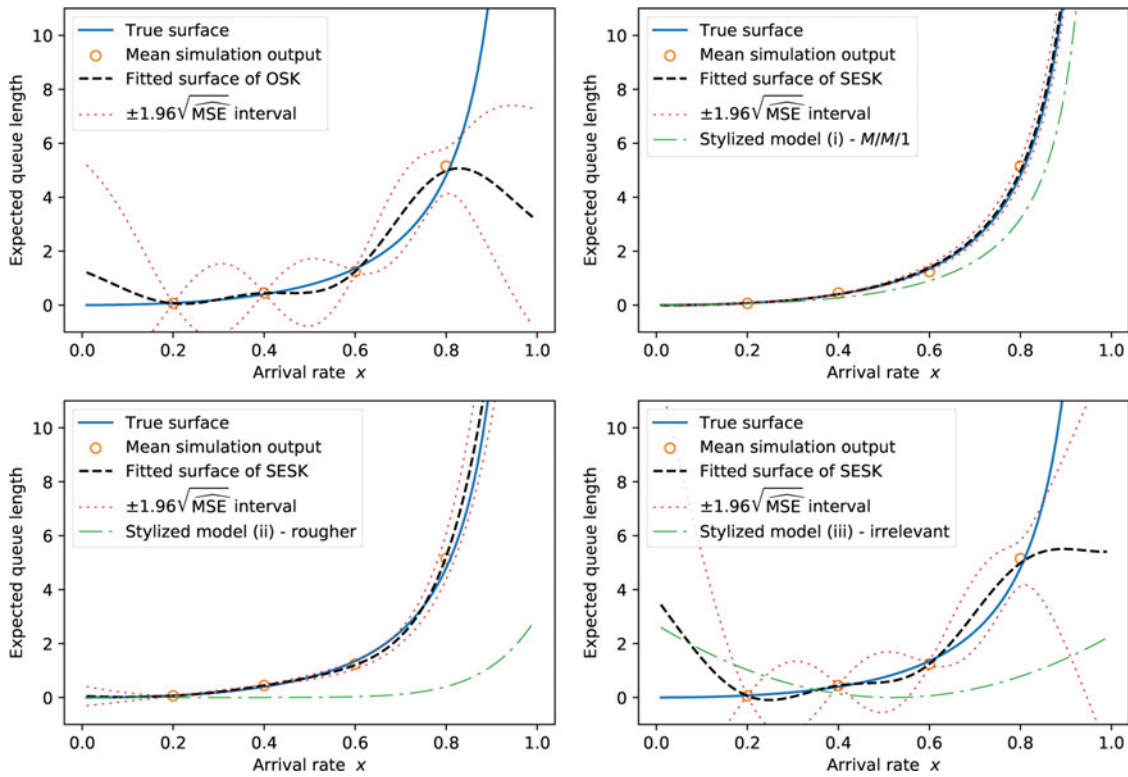 True surface
Mean simulation output
Fitted surface of OSK
±1.96√MSÊ interval
Expected queue length
10
8
6
4
2
0
0.0 0.2 0.4 0.6 0.8 1.0
Arrival rate x
True surface
Mean simulation output
Fitted surface of SESK
±1.96√MSÊ interval
Stylized model (i) - M/M/1
Expected queue length
10
8
6
4
2
0
0.0 0.2 0.4 0.6 0.8 1.0
Arrival rate x
True surface
Mean simulation output
Fitted surface of SESK
±1.96√MSÊ interval
Stylized model (ii) - rougher
Expected queue length
10
8
6
4
2
0
0.0 0.2 0.4 0.6 0.8 1.0
Arrival rate x
True surface
Mean simulation output
Fitted surface of SESK
±1.96√MSÊ interval
Stylized model (iii) - irrelevant
Expected queue length
10
8
6
4
2
0
0.0 0.2 0.4 0.6 0.8 1.0
Arrival rate x